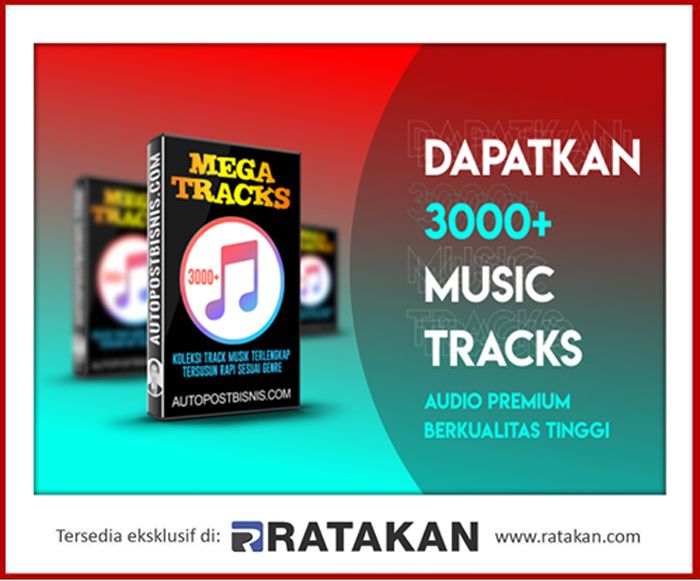 MEGA
TRACKS
3000+
KOLEKSI TRACK MUSIK TERLENGKAP
TERSUSUN RAPI SESUAI GENRE
AUTOPOSTBISNIS.COM
AUTOPOSTBISNIS.COM
DAPATKAN
3000+
MUSIC
TRACKS
AUDIO PREMIUM
BERKUALITAS TINGGI
Tersedia eksklusif di: RATAKAN www.ratakan.com